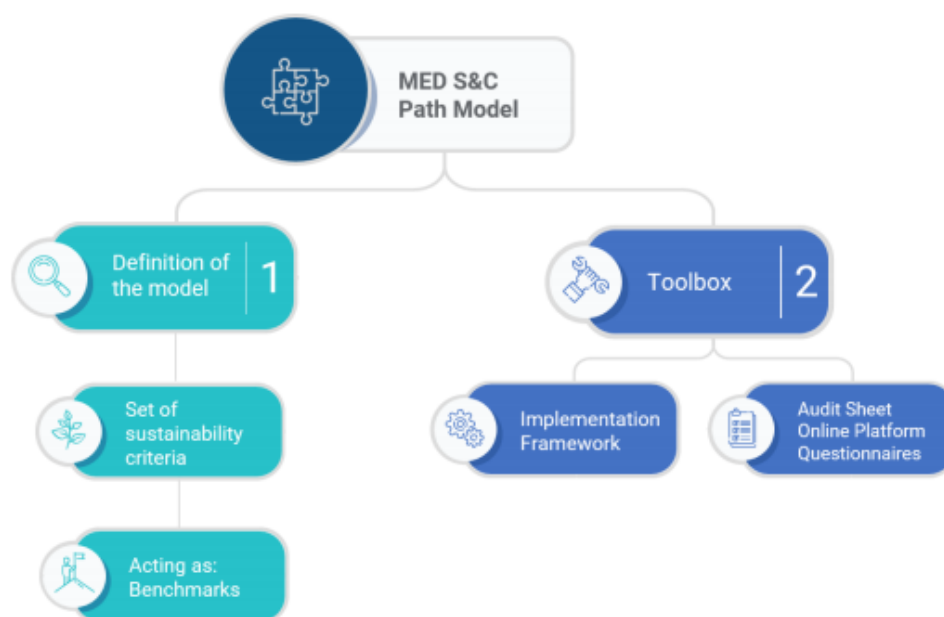 MED S&C
Path Model
Definition of
the model
1
Toolbox
2
Set of
sustainability
criteria
Implementation
Framework
Audit Sheet
Online Platform
Questionnaires
Acting as:
Benchmarks